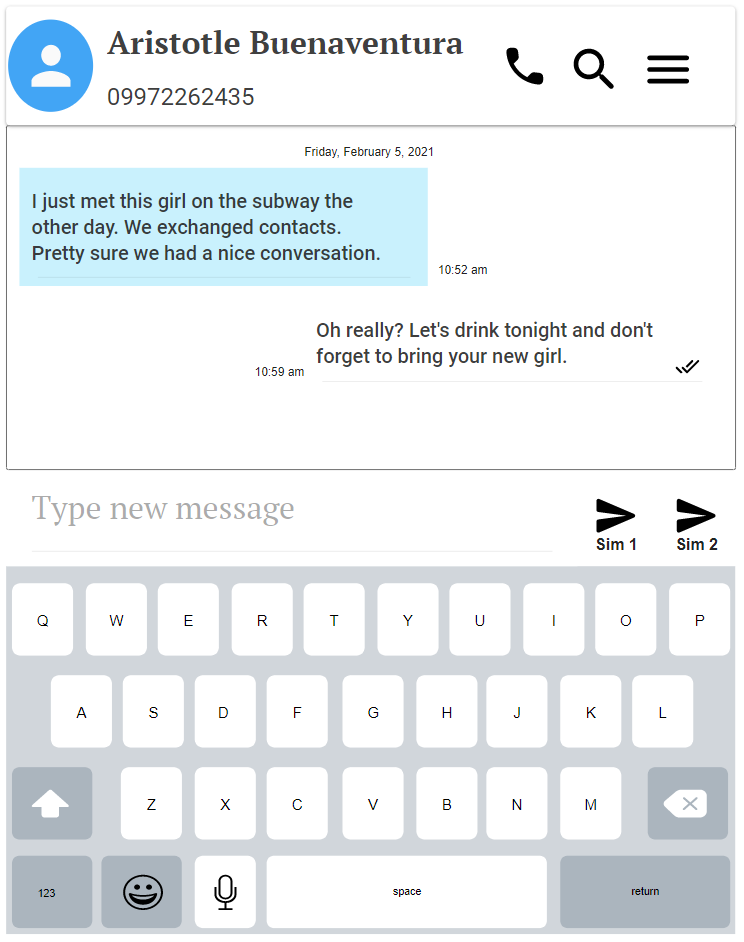 Aristotle Buenaventura
09972262435
Friday, February 5, 2021
I just met this girl on the subway the
other day. We exchanged contacts.
Pretty sure we had a nice conversation.
10:52 am
Oh really? Let's drink tonight and don't
forget to bring your new girl.
10:59 am
Type new message
Sim 1 Sim 2
Q W E R T Y U I O P
A S D F G H J K L
Z X C V B N M
123 space return